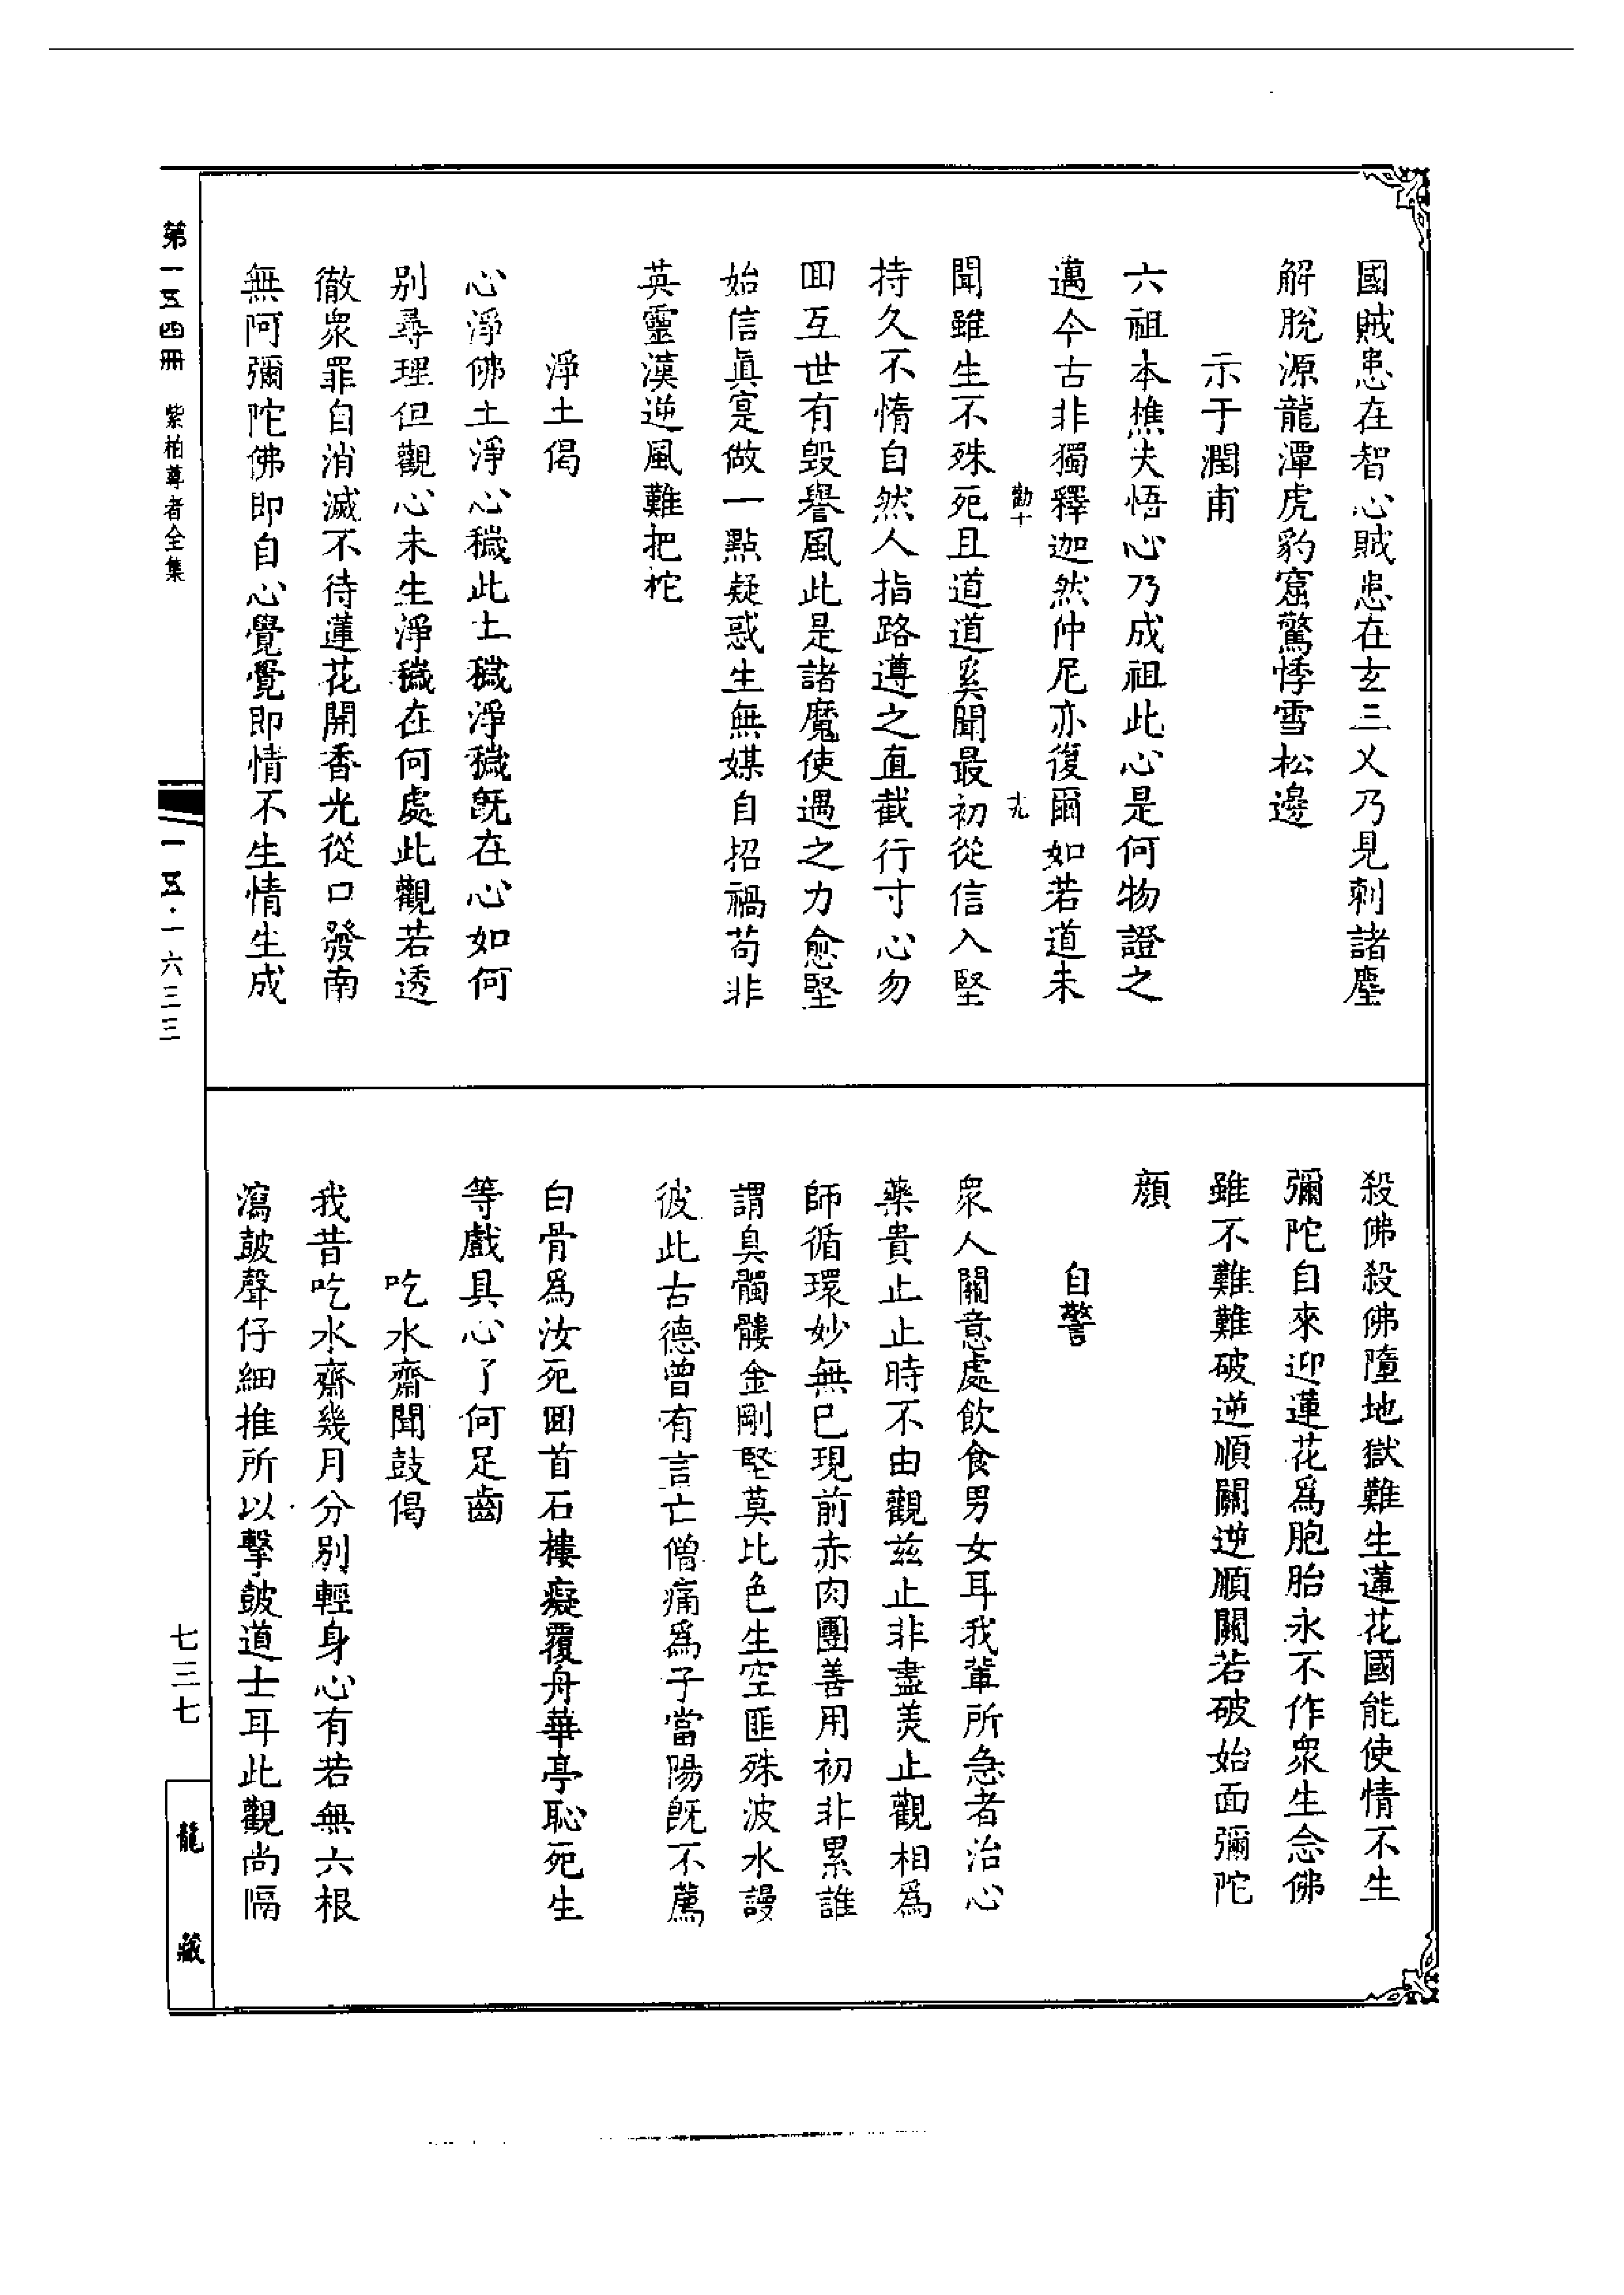 國賊患在智心賊患在玄三乂乃見刺諸塵
解脫源龍潭虎豹窟驚悸雪松邊
示于潤甫
六祖本樵夫悟心乃成祖此心是何物證之
邁今古非獨釋迦然仲尼亦復爾如若道未
勸十
十九
聞雖生不殊死且道道奚聞最初從信入堅
持久不惰自然人指路遵之直截行寸心勿
回互世有毀譽風此是諸魔使遇之力愈堅
始信眞寔做一點疑惑生無媒自招禍苟非
英靈漢逆風難把柁
淨土偈
心淨佛土淨心穢此土穢淨穢旣在心如何
別尋理但觀心未生淨穢在何處此觀若透
徹衆罪自消滅不待蓮花開香光從口發南
無阿彌陀佛即自心覺覺即情不生情生成
殺佛殺佛墮地獄難生蓮花國能使情不生
彌陀自來迎蓮花爲胞胎永不作衆生念佛
雖不難難破逆順關逆順關若破始面彌陀
顏
自警
衆人關意處飮食男女耳我輩所急者治心
藥貴止止時不由觀兹止非盡美止觀相爲
師循環妙無已現前赤肉團善用初非累誰
謂臭髑髏金剛堅莫比色生空匪殊波水謾
彼此古德曾有言亡僧痛爲子當陽旣不薦
白骨爲汝死回首石樓癡覆舟華亭恥死生
等戲具心了何足齒
吃水齋聞鼓偈
我昔吃水齋幾月分別輕身心有若無六根
瀉皷聲仔細推所以擊皷道士耳此觀尚隔
第一五四冊 紫柏尊者全集
一五·一六三三
七三七
龍藏